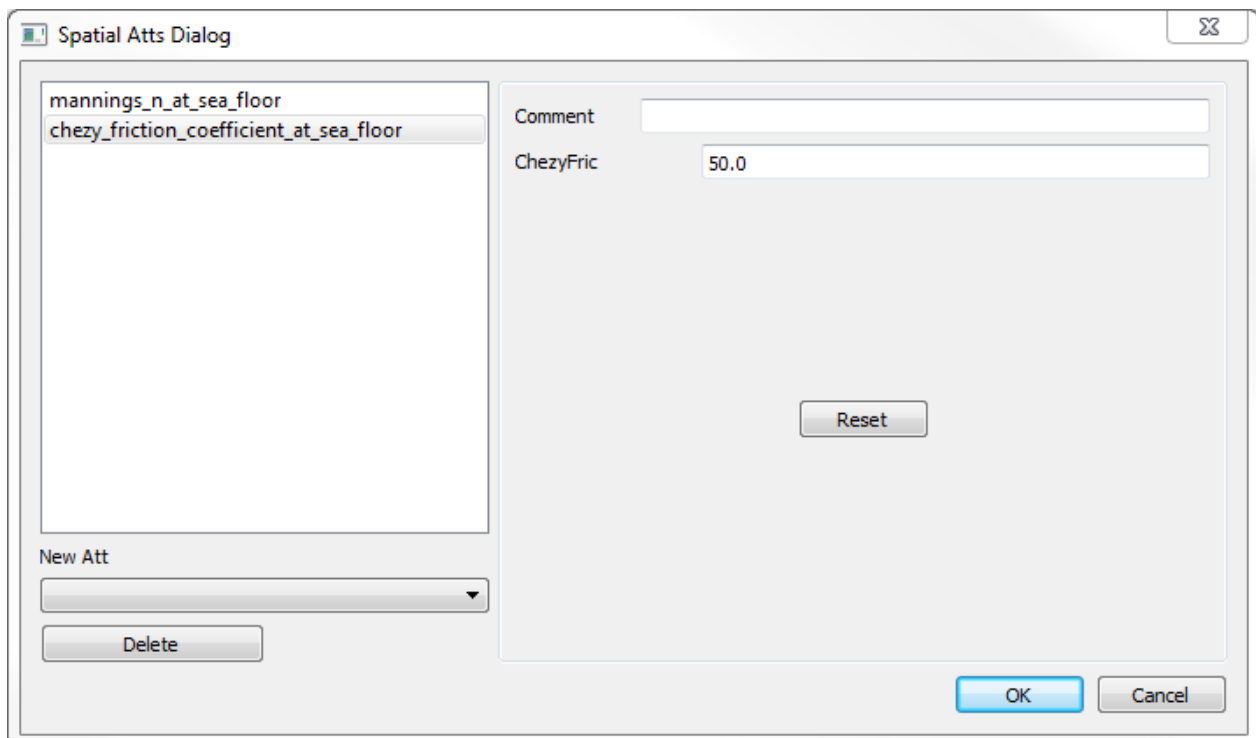 Spatial Atts Dialog
mannings_n_at_sea_floor
chezy_friction_coefficient_at_sea_floor
New Att
Delete
Comment
ChezyFric 50.0
Reset
OK Cancel